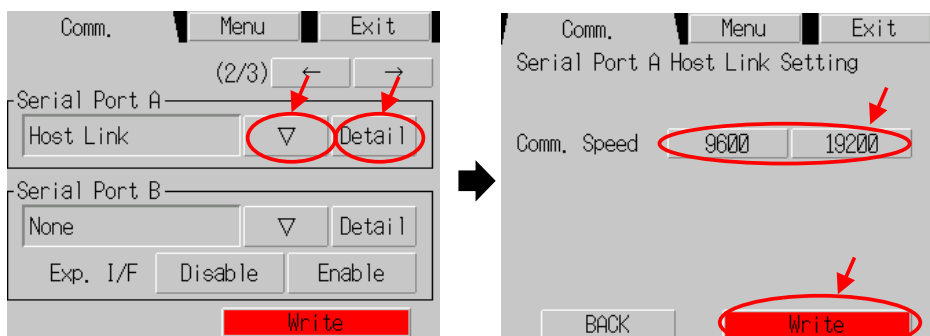 Comm. Menu Exit
(2/3) ← →
Serial Port A
Host Link ▽ Detail
Serial Port B
None ▽ Detail
Exp. I/F Disable Enable
Write
Comm. Menu Exit
Serial Port A Host Link Setting
Comm. Speed 9600 19200
BACK Write